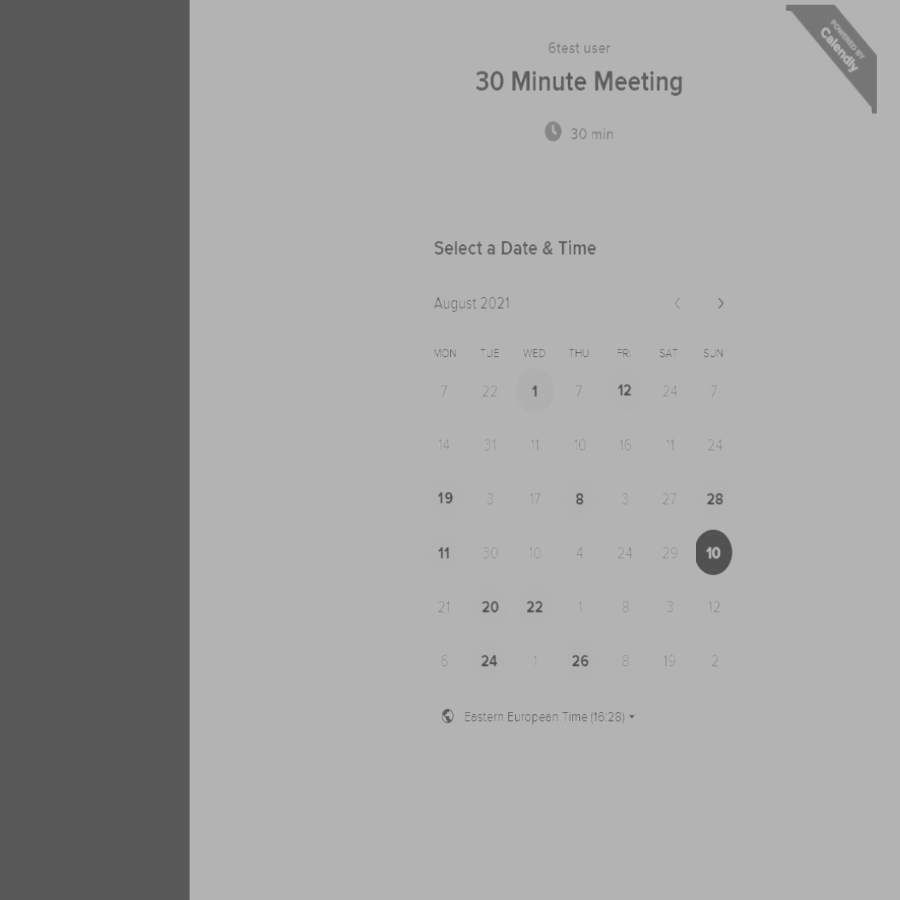 POWERED BY
Calendly
6test user
30 Minute Meeting
30 min
Select a Date & Time
August 2021
MON TUE WED THU FRI SAT SUN
7 22 1 7 12 24 7
14 31 11 10 16 11 24
19 3 17 8 3 27 28
11 30 10 4 24 29 10
21 20 22 1 8 3 12
6 24 1 26 8 19 2
Eastern European Time (16:28)